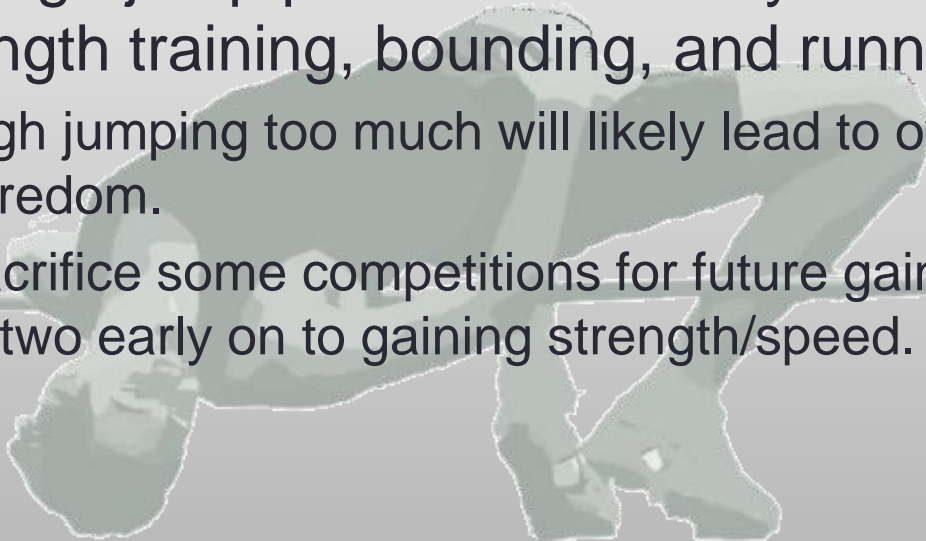 ngth training, bounding, and runn
gh jumping too much will likely lead to o
redom.
crifice some competitions for future gain
two early on to gaining strength/speed.